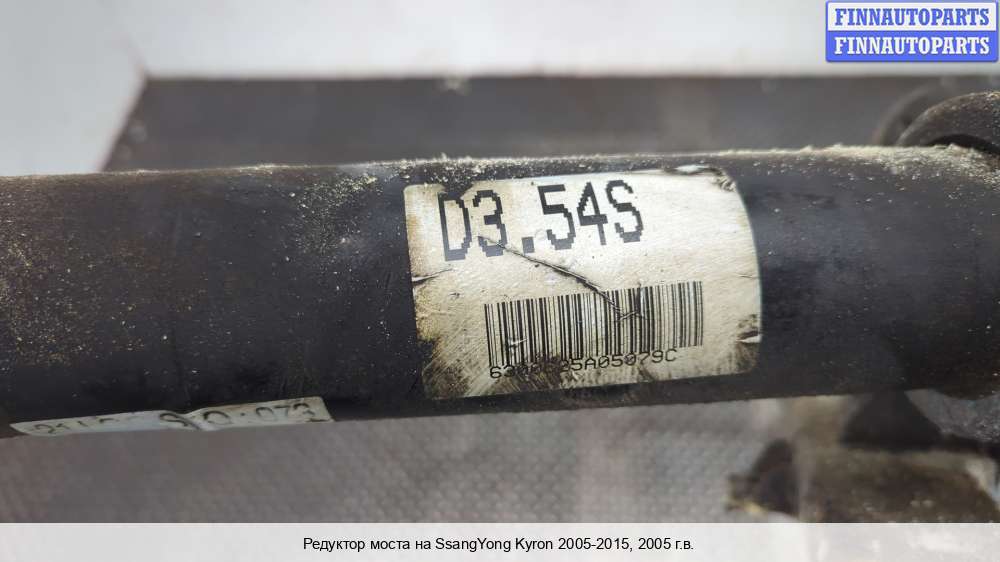 FINNAUTOPARTS
FINNAUTOPARTS
D3.54S
Редуктор моста на SsangYong Kyron 2005-2015, 2005 г.в.